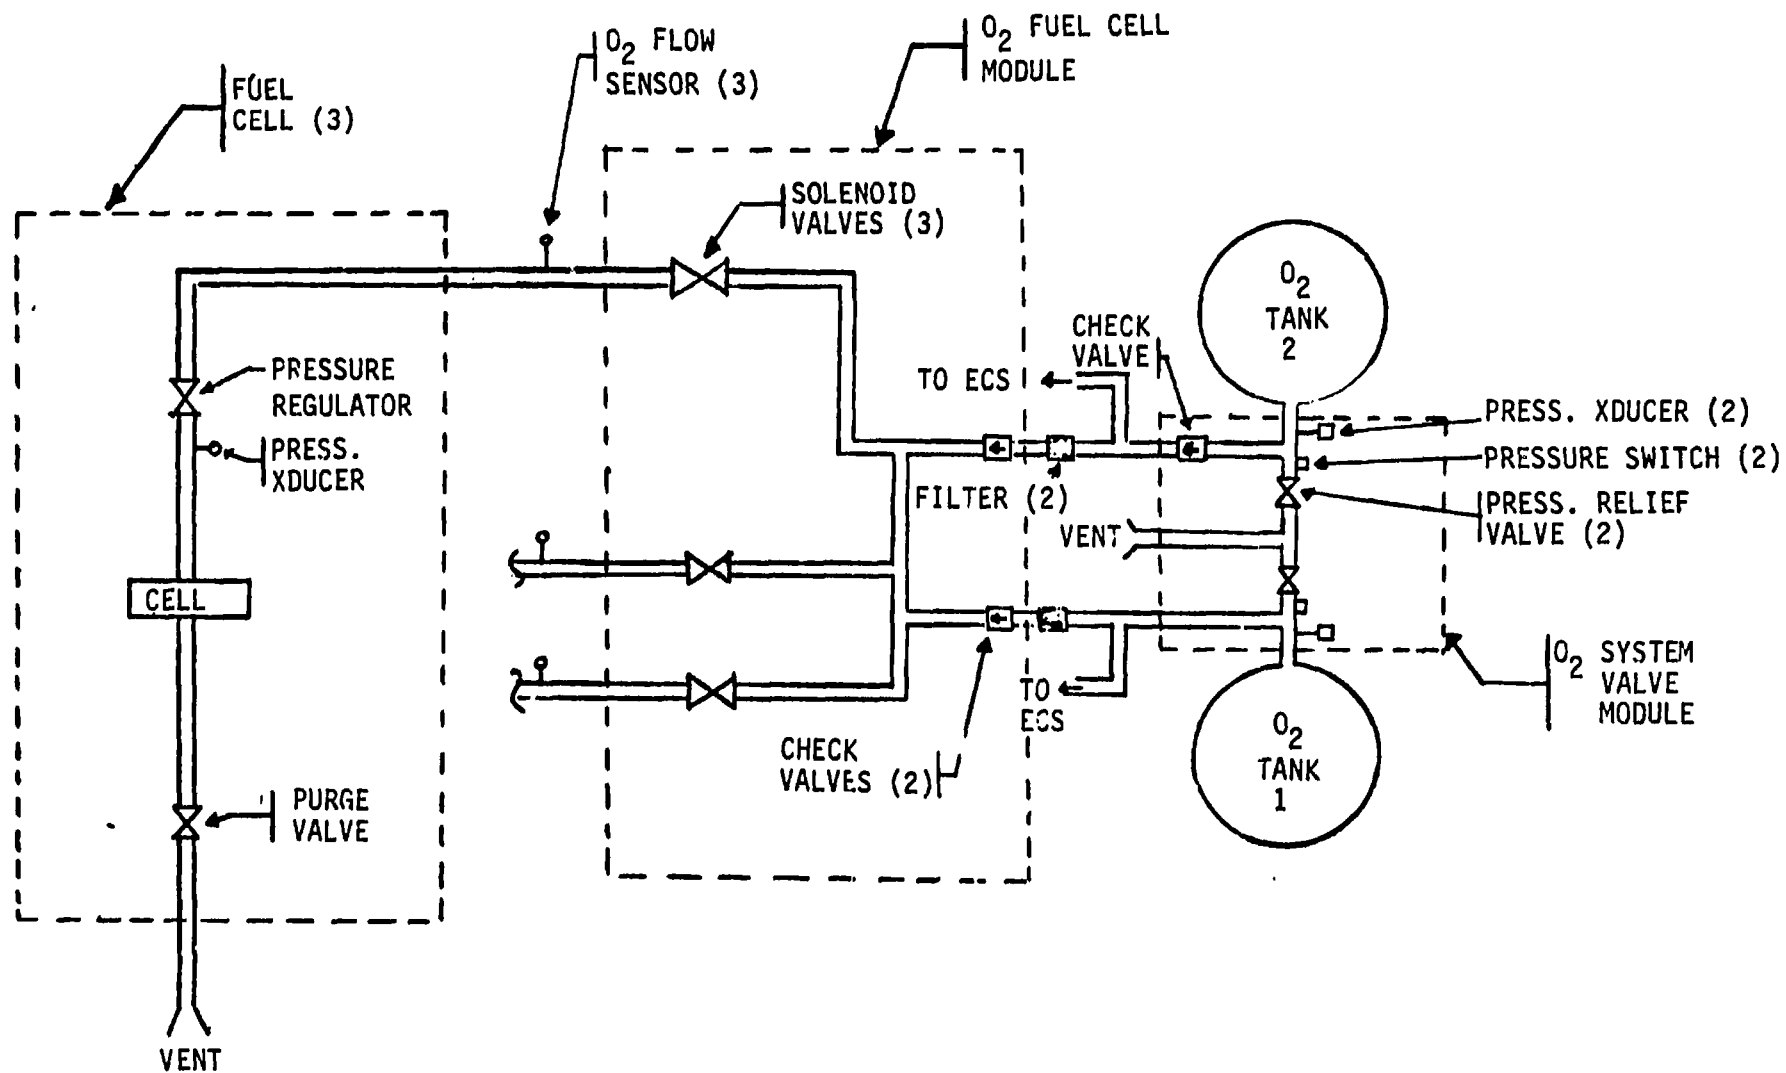 O2 FLOW
SENSOR (3)
O2 FUEL CELL
MODULE
FUEL
CELL (3)
SOLENOID
VALVES (3)
O2
TANK
2
CHECK
VALVE
TO ECS
PRESSURE
REGULATOR
PRESS. XDUCER (2)
PRESS.
XDUCER
PRESSURE SWITCH (2)
FILTER (2)
PRESS. RELIEF
VALVE (2)
VENT
CELL
O2 SYSTEM
VALVE
MODULE
TO
ECS
O2
TANK
1
CHECK
VALVES (2)
PURGE
VALVE
VENT